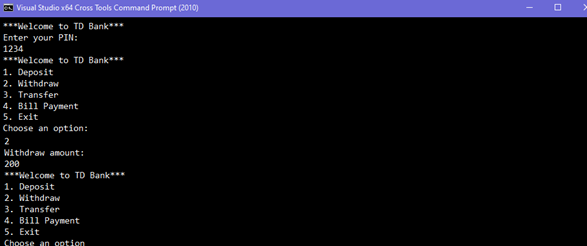 Visual Studio x64 Cross Tools Command Prompt (2010)
***Welcome to TD Bank***
Enter your PIN:
1234
***Welcome to TD Bank***
1. Deposit
2. Withdraw
3. Transfer
4. Bill Payment
5. Exit
Choose an option:
2
Withdraw amount:
200
***Welcome to TD Bank***
1. Deposit
2. Withdraw
3. Transfer
4. Bill Payment
5. Exit
Choose an option